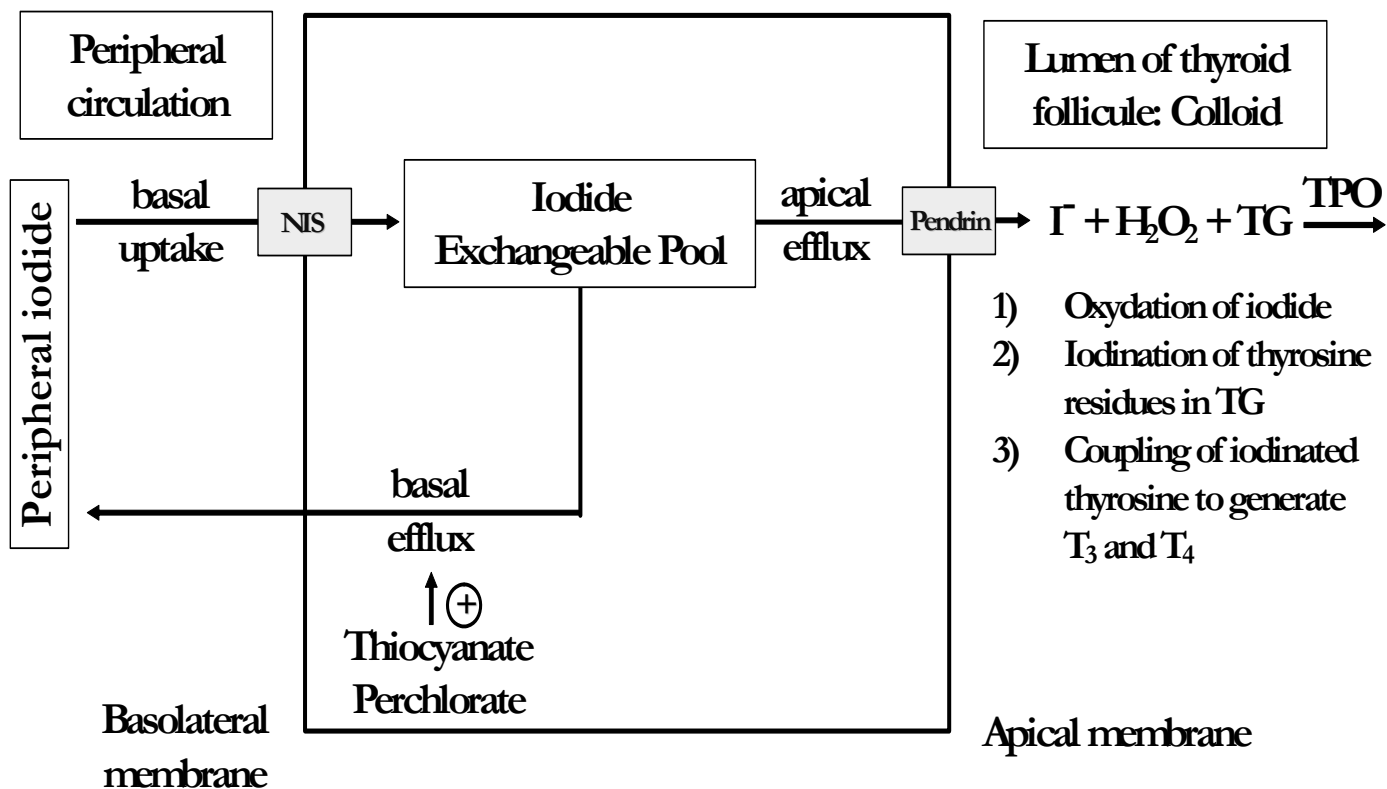 Peripheral
circulation
Lumen of thyroid
follicule: Colloid
Peripheral iodide
basal
uptake
NIS
Iodide
Exchangeable Pool
apical
efflux
Pendrin
I⁻ + H₂O₂ + TG
TPO
1) Oxydation of iodide
2) Iodination of thyrosine
residues in TG
3) Coupling of iodinated
thyrosine to generate
T₃ and T₄
basal
efflux
+
Thiocyanate
Perchlorate
Basolateral
membrane
Apical membrane